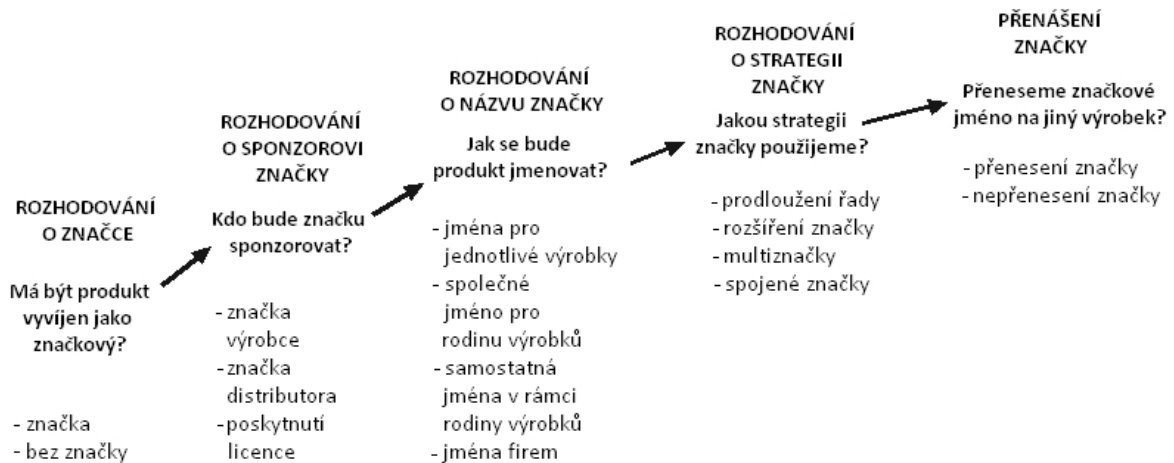 ROZHODOVÁNÍ
O ZNAČCE
Má být produkt
vyvíjen jako
značkový?
- značka
- bez značky
ROZHODOVÁNÍ
O SPONZOROVI
ZNAČKY
Kdo bude značku
sponzorovat?
- značka
výrobce
- značka
distributora
- poskytnutí
licence
ROZHODOVÁNÍ
O NÁZVU ZNAČKY
Jak se bude
produkt jmenovat?
- jména pro
jednotlivé výrobky
- společné
jméno pro
rodinu výrobků
- samostatná
jména v rámci
rodiny výrobků
- jména firem
ROZHODOVÁNÍ
O STRATEGII
ZNAČKY
Jakou strategii
značky použijeme?
- prodloužení řady
- rozšíření značky
- multiznačky
- spojené značky
PŘENÁŠENÍ
ZNAČKY
Přeneseme značkové
jméno na jiný výrobek?
- přenesení značky
- nepřenesení značky